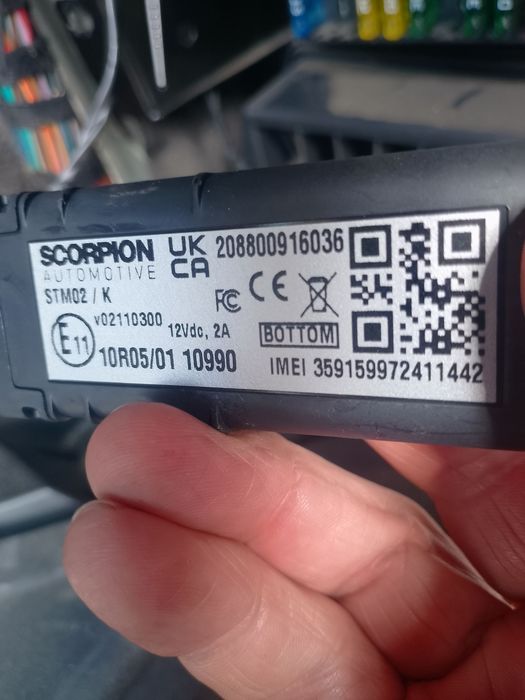 SCORPION
AUTOMOTIVE
UK
CA
208800916036
STM02 / K
FC CE
E11
v02110300
12Vdc, 2A
BOTTOM
10R05/01 10990
IMEI 359159972411442